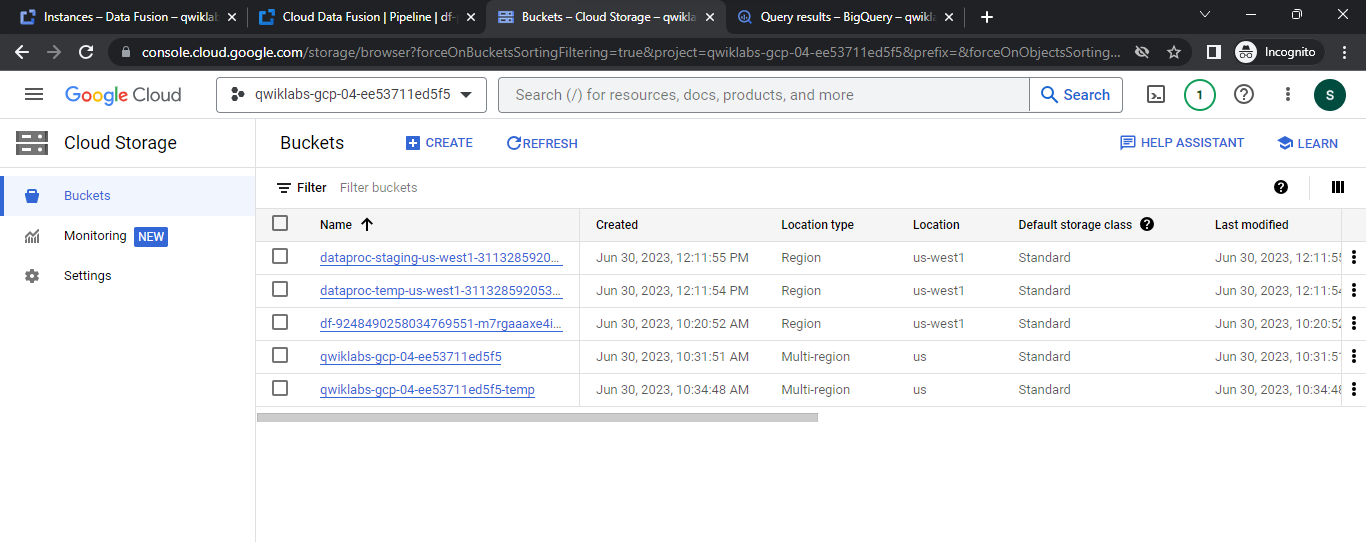 Instances – Data Fusion – qwikla
Cloud Data Fusion | Pipeline | df-p
Buckets – Cloud Storage – qwikla
Query results – BigQuery – qwikla
console.cloud.google.com/storage/browser?forceOnBucketsSortingFiltering=true&project=qwiklabs-gcp-04-ee53711ed5f5&prefix=&forceOnObjectsSorting...
Incognito
Google Cloud
qwiklabs-gcp-04-ee53711ed5f5
Search (/) for resources, docs, products, and more
Search
1
S
Cloud Storage
Buckets
CREATE
REFRESH
HELP ASSISTANT
LEARN
Buckets
Monitoring NEW
Settings
Filter Filter buckets
Name Created Location type Location Default storage class Last modified
dataproc-staging-us-west1-3113285920... Jun 30, 2023, 12:11:55 PM Region us-west1 Standard Jun 30, 2023, 12:11:55
dataproc-temp-us-west1-311328592053... Jun 30, 2023, 12:11:54 PM Region us-west1 Standard Jun 30, 2023, 12:11:54
df-9248490258034769551-m7rgaaaxe4i... Jun 30, 2023, 10:20:52 AM Region us-west1 Standard Jun 30, 2023, 10:20:52
qwiklabs-gcp-04-ee53711ed5f5 Jun 30, 2023, 10:31:51 AM Multi-region us Standard Jun 30, 2023, 10:31:51
qwiklabs-gcp-04-ee53711ed5f5-temp Jun 30, 2023, 10:34:48 AM Multi-region us Standard Jun 30, 2023, 10:34:48